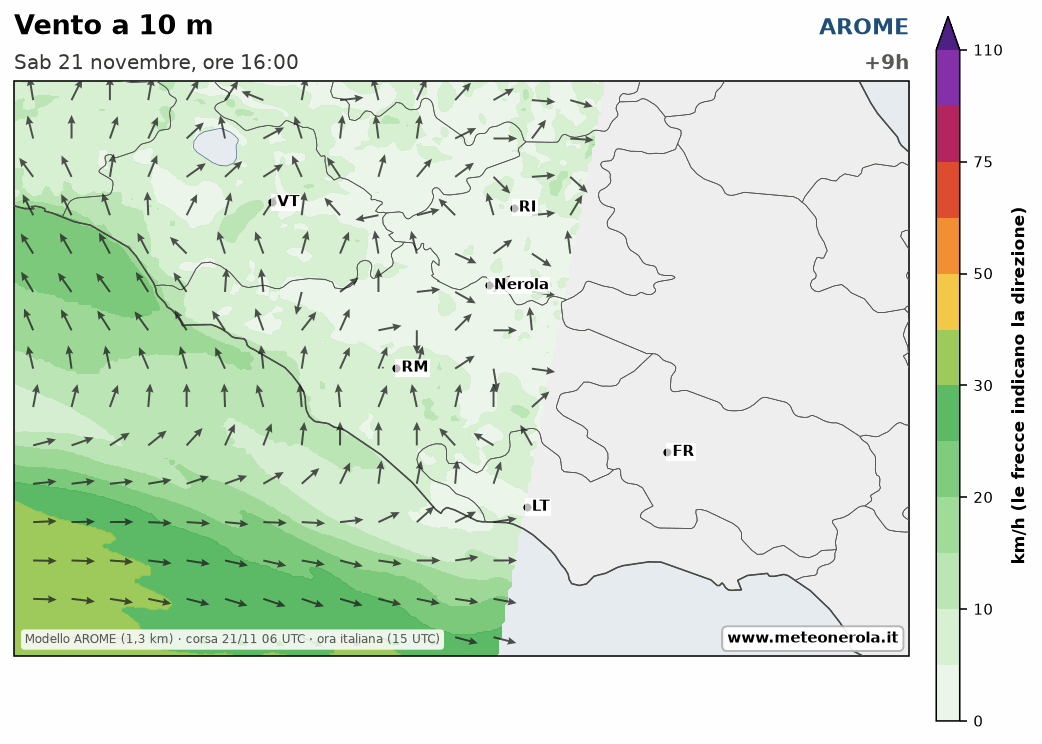 Vento a 10 m
AROME
Sab 21 novembre, ore 16:00
+9h
VT
RI
Nerola
RM
FR
LT
Modello AROME (1,3 km) · corsa 21/11 06 UTC · ora italiana (15 UTC)
www.meteonerola.it
110
75
50
30
20
10
0
km/h (le frecce indicano la direzione)